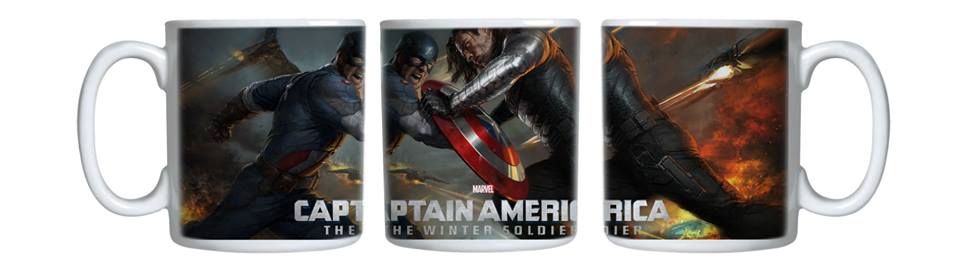 MARVEL
CAPT
THE
APTAIN AMERIC
HE WINTER SOLDIE
RICA
DIER